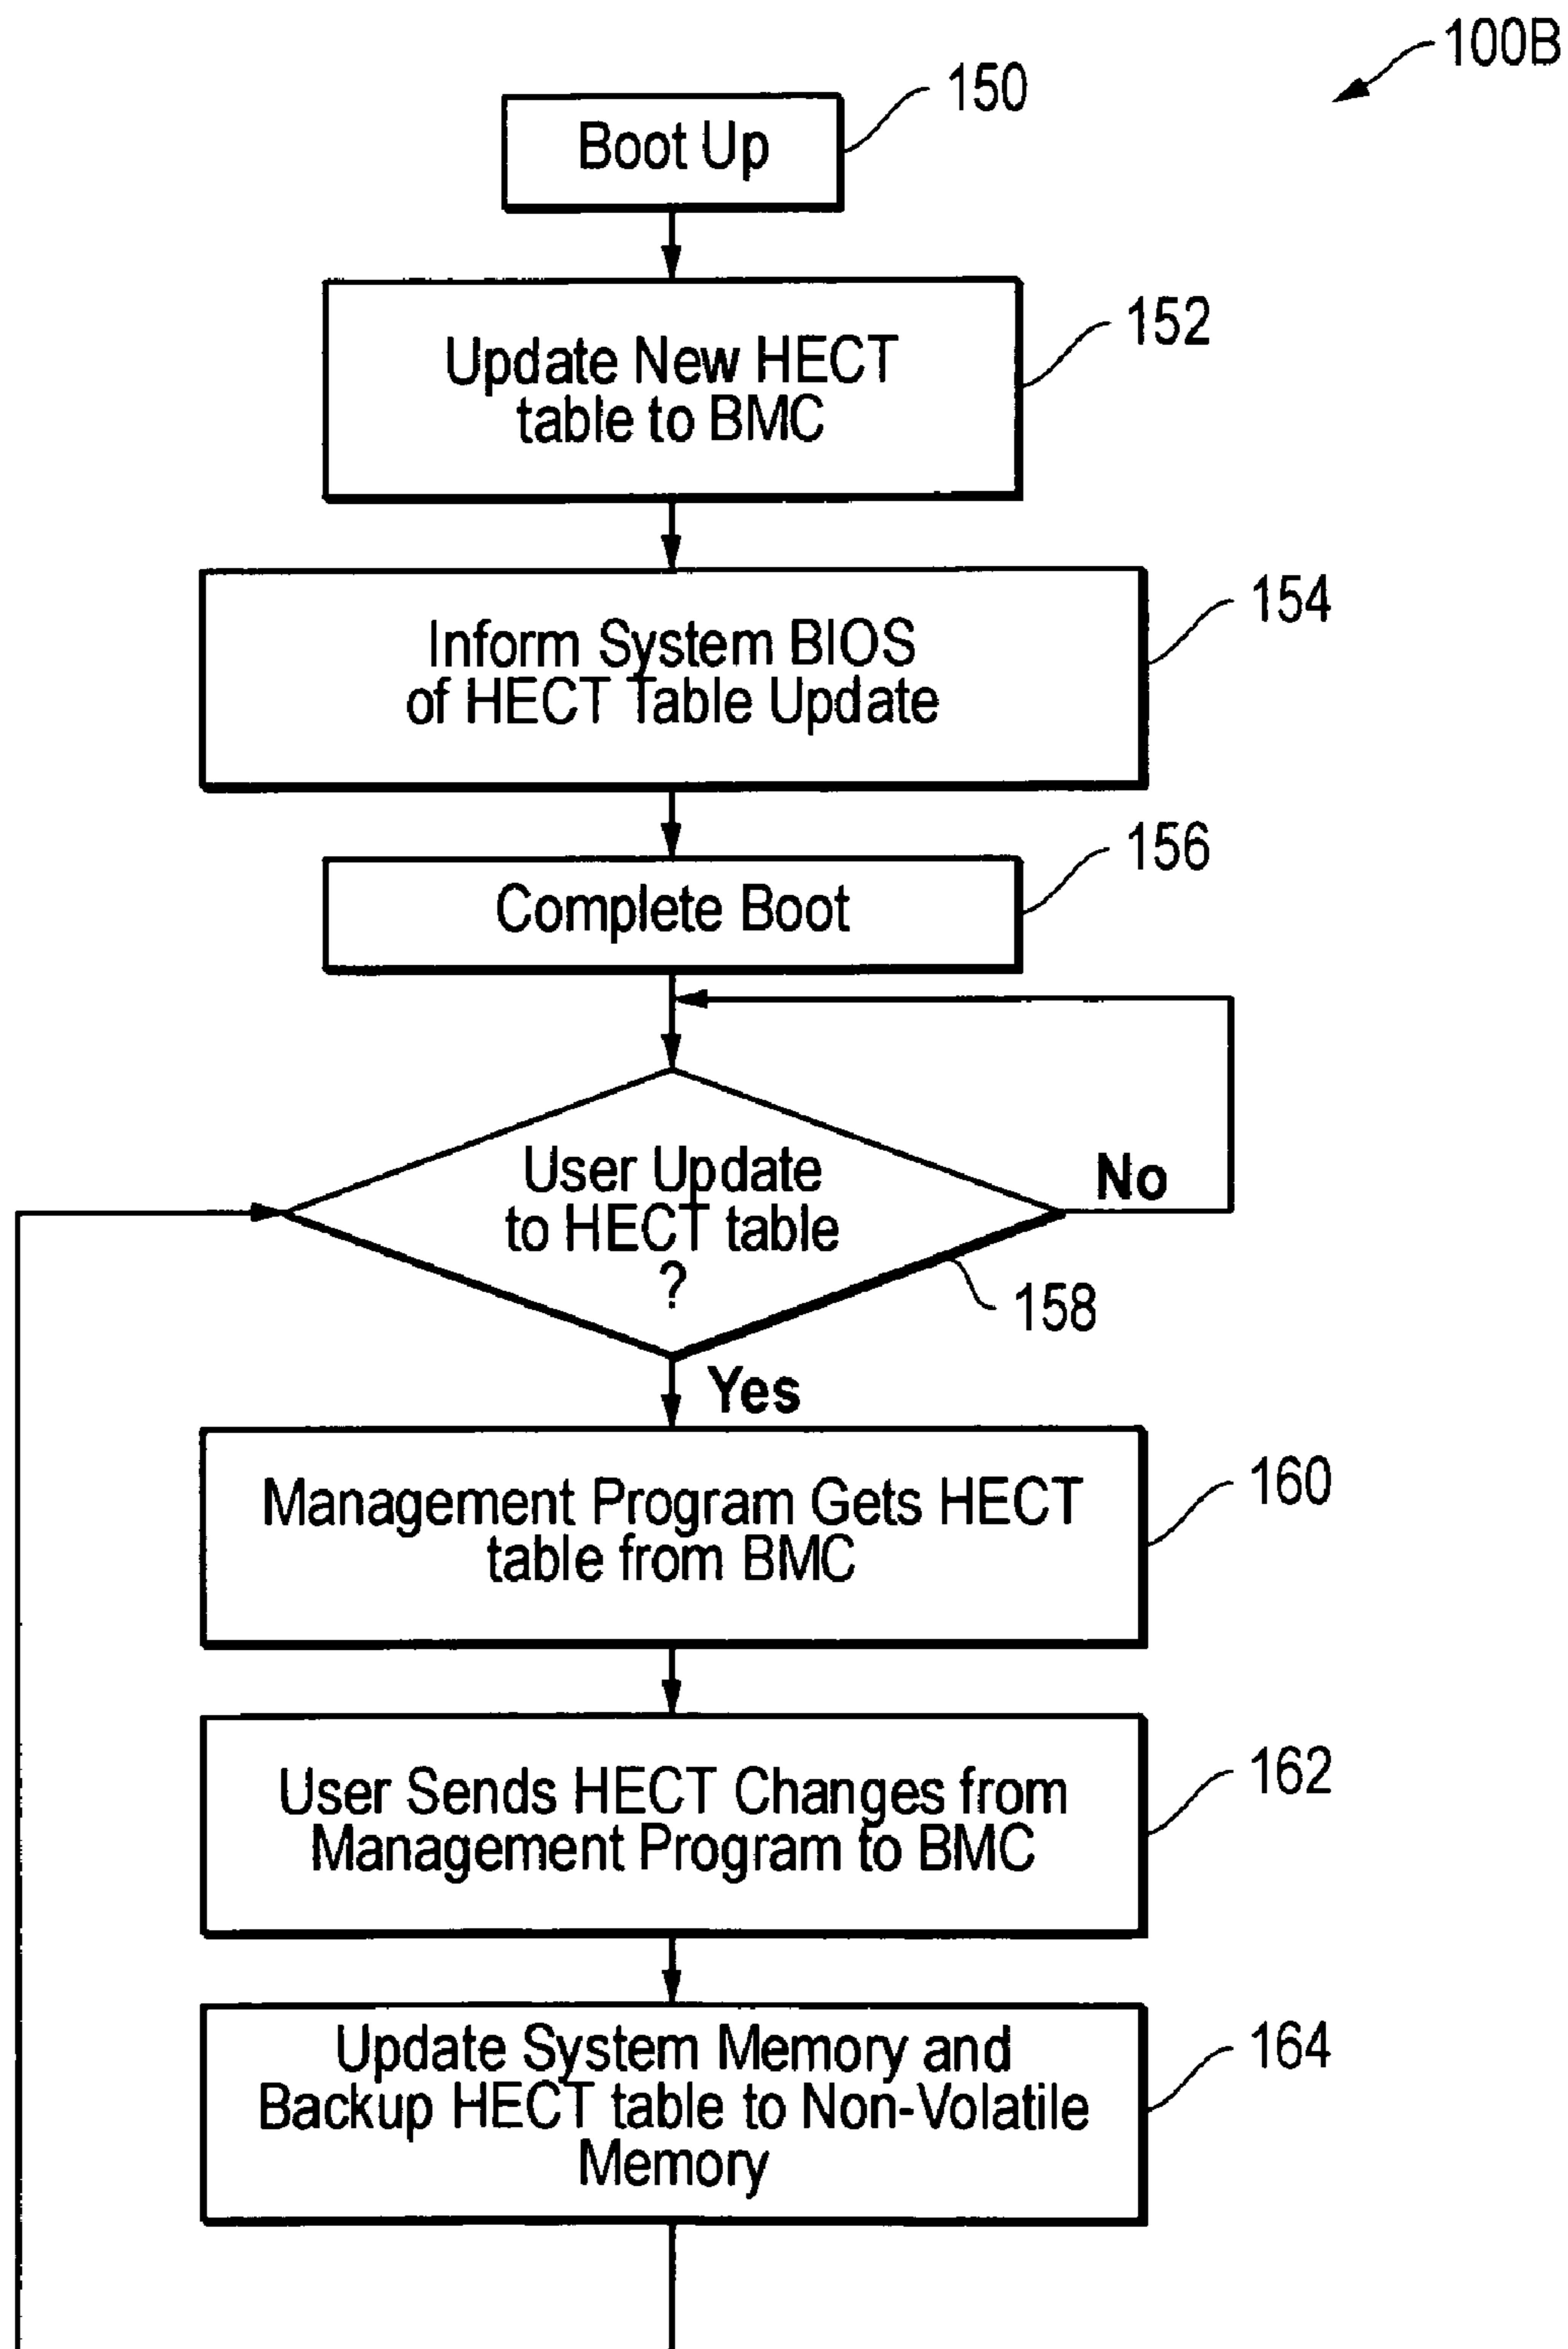 100B
150
Boot Up
152
Update New HECT
table to BMC
154
Inform System BIOS
of HECT Table Update
156
Complete Boot
User Update
to HECT table
?
No
158
Yes
160
Management Program Gets HECT
table from BMC
162
User Sends HECT Changes from
Management Program to BMC
164
Update System Memory and
Backup HECT table to Non-Volatile
Memory